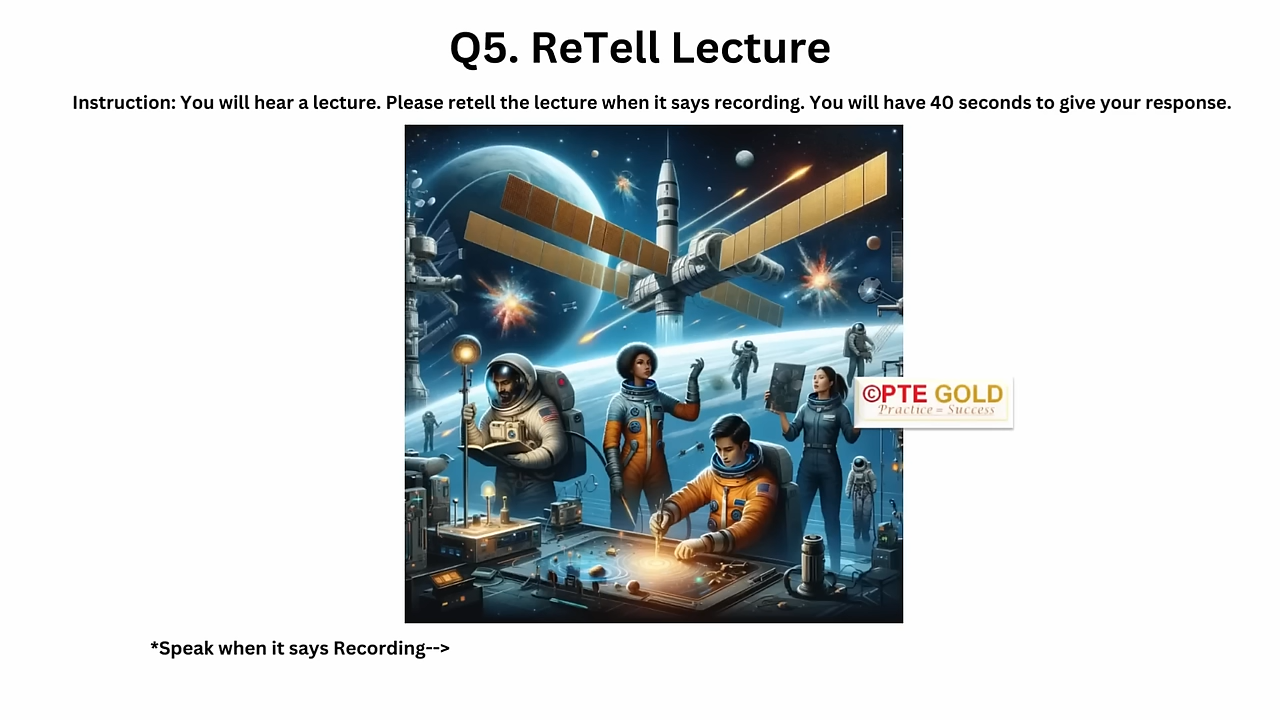 Q5. ReTell Lecture
Instruction: You will hear a lecture. Please retell the lecture when it says recording. You will have 40 seconds to give your response.
©PTE GOLD
Practice = Success
*Speak when it says Recording-->